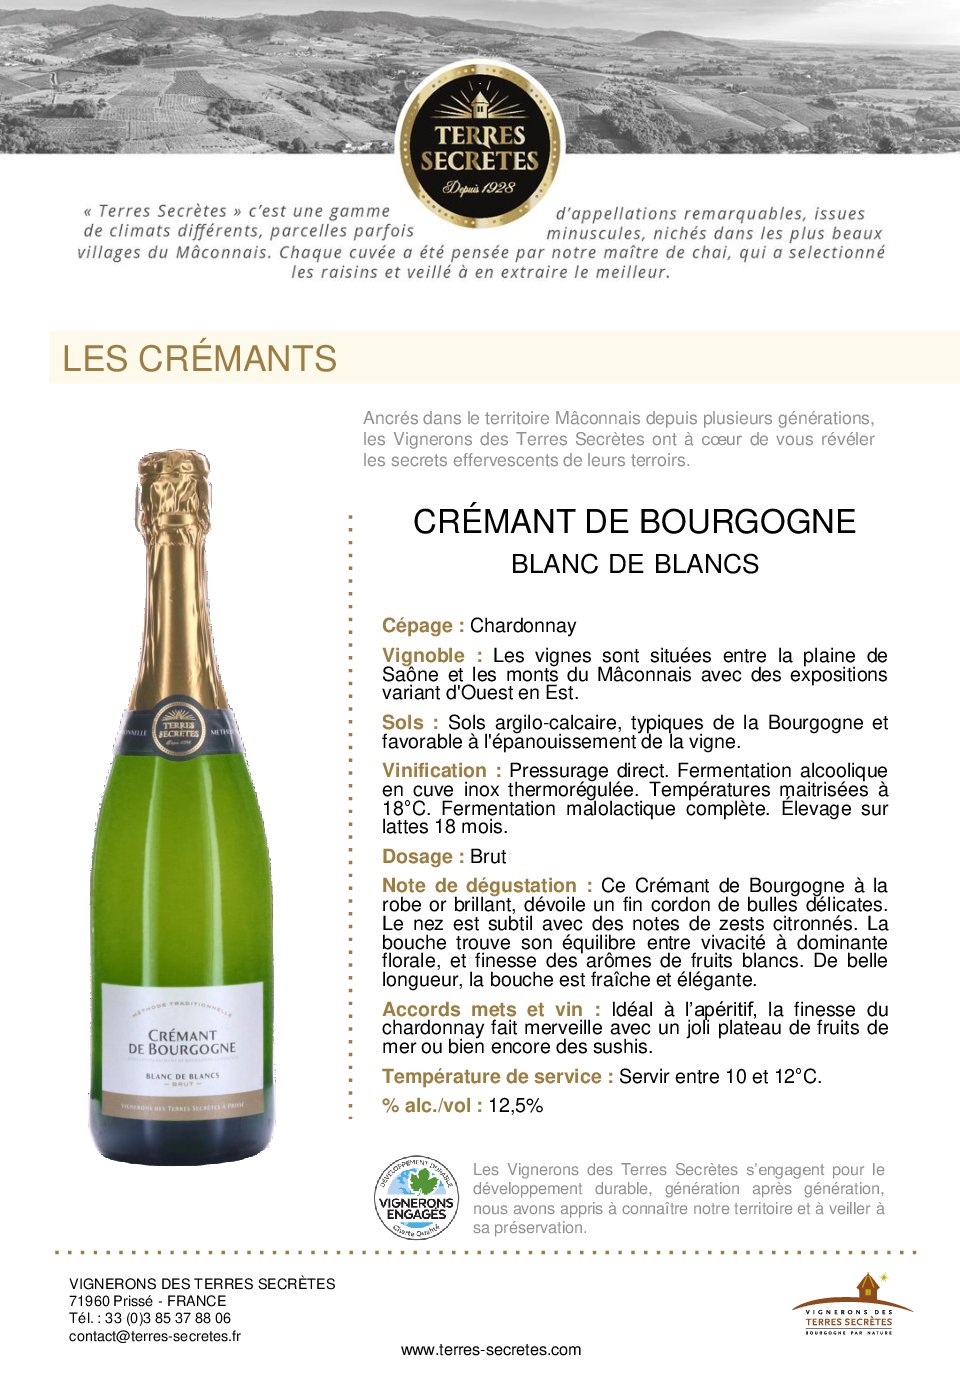 TERRES
SECRETES
Depuis 1928
« Terres Secrètes » c’est une gamme d’appellations remarquables, issues
de climats différents, parcelles parfois minuscules, nichés dans les plus beaux
villages du Mâconnais. Chaque cuvée a été pensée par notre maître de chai, qui a selectionné
les raisins et veillé à en extraire le meilleur.
LES CRÉMANTS
Ancrés dans le territoire Mâconnais depuis plusieurs générations,
les Vignerons des Terres Secrètes ont à cœur de vous révéler
les secrets effervescents de leurs terroirs.
CRÉMANT DE BOURGOGNE
BLANC DE BLANCS
Cépage : Chardonnay
Vignoble : Les vignes sont situées entre la plaine de
Saône et les monts du Mâconnais avec des expositions
variant d'Ouest en Est.
Sols : Sols argilo-calcaire, typiques de la Bourgogne et
favorable à l'épanouissement de la vigne.
Vinification : Pressurage direct. Fermentation alcoolique
en cuve inox thermorégulée. Températures maitrisées à
18°C. Fermentation malolactique complète. Élevage sur
lattes 18 mois.
Dosage : Brut
Note de dégustation : Ce Crémant de Bourgogne à la
robe or brillant, dévoile un fin cordon de bulles délicates.
Le nez est subtil avec des notes de zests citronnés. La
bouche trouve son équilibre entre vivacité à dominante
florale, et finesse des arômes de fruits blancs. De belle
longueur, la bouche est fraîche et élégante.
Accords mets et vin : Idéal à l’apéritif, la finesse du
chardonnay fait merveille avec un joli plateau de fruits de
mer ou bien encore des sushis.
Température de service : Servir entre 10 et 12°C.
% alc./vol : 12,5%
ONNELLE
TERRES
SECRETES
Depuis 1928
METH
MÉTHODE TRADITIONNELLE
CRÉMANT
DE BOURGOGNE
BLANC DE BLANCS
BRUT
VIGNERONS DES TERRES SECRÈTES À PRISSÉ
DÉVELOPPEMENT DURABLE
VIGNERONS
ENGAGÉS
Charte Qualité
Les Vignerons des Terres Secrètes s’engagent pour le
développement durable, génération après génération,
nous avons appris à connaître notre territoire et à veiller à
sa préservation.
VIGNERONS DES TERRES SECRÈTES
71960 Prissé - FRANCE
Tél. : 33 (0)3 85 37 88 06
contact@terres-secretes.fr
www.terres-secretes.com
VIGNERONS DES
TERRES SECRÈTES
BOURGOGNE PAR NATURE